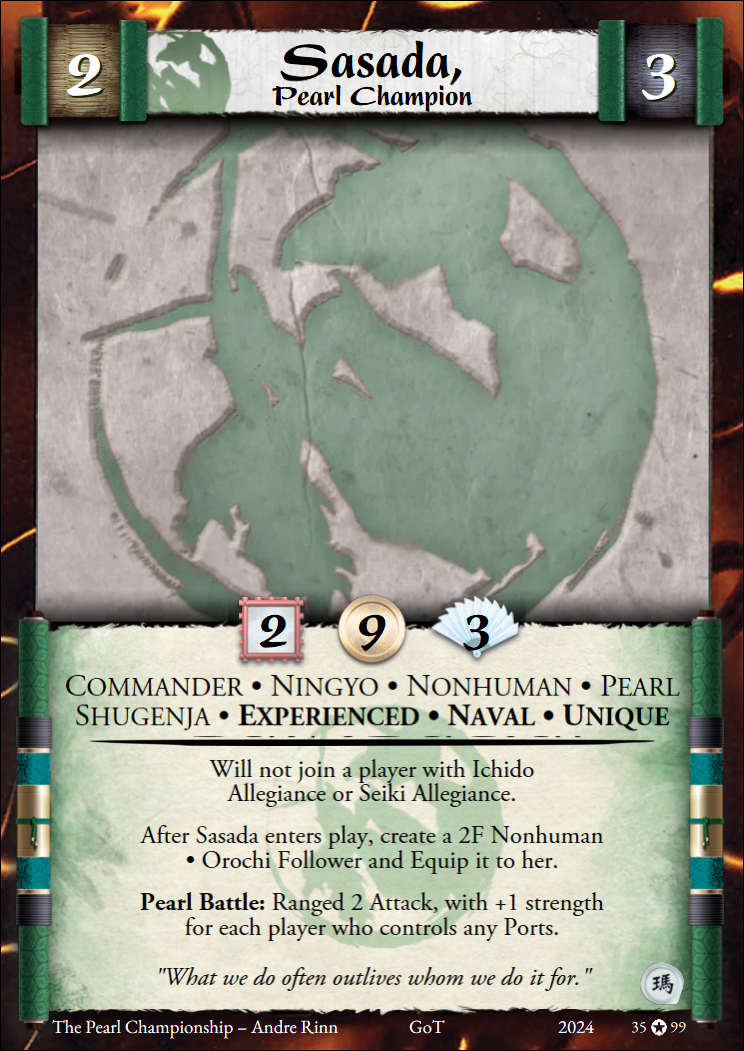 2
Sasada,
Pearl Champion
3
2 9 3
COMMANDER • NINGYO • NONHUMAN • PEARL
SHUGENJA • EXPERIENCED • NAVAL • UNIQUE
Will not join a player with Ichido
Allegiance or Seiki Allegiance.
After Sasada enters play, create a 2F Nonhuman
• Orochi Follower and Equip it to her.
Pearl Battle: Ranged 2 Attack, with +1 strength
for each player who controls any Ports.
"What we do often outlives whom we do it for."
瑪
The Pearl Championship – Andre Rinn GoT 2024 35 ✪ 99